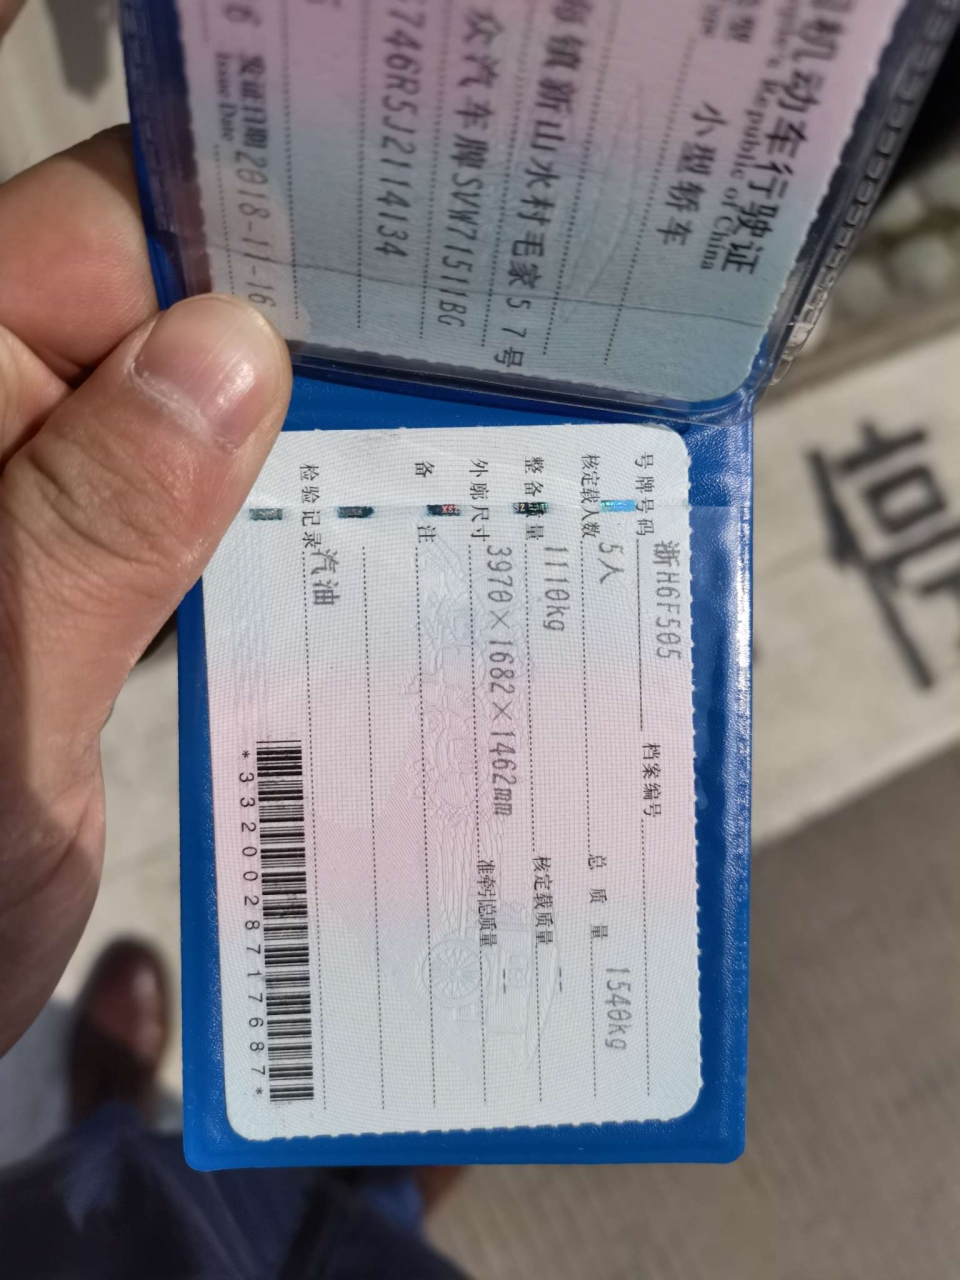 机动车行驶证
Republic of China
小型轿车
镇新山水村毛家57号
众汽车牌SVW71511BG
746R5J2114134
发证日期 2018-11-16
Issue Date
号牌号码 浙H6F505 档案编号
核定载人数 5人 总质量 1540kg
整备质量 1110kg 核定载质量 --
外廓尺寸 3970×1682×1462mm 准牵引总质量 --
备注
检验记录 汽油
*3320028717687*